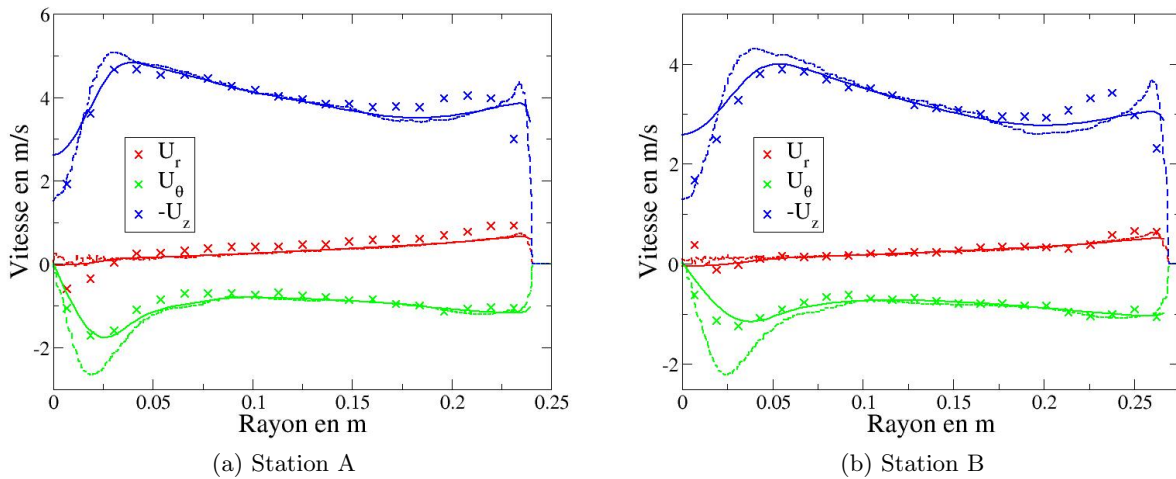 6
4
2
0
-2
Vitesse en m/s
U_r
U_θ
-U_z
0 0.05 0.1 0.15 0.2 0.25
Rayon en m
(a) Station A
4
2
0
-2
Vitesse en m/s
U_r
U_θ
-U_z
0 0.05 0.1 0.15 0.2 0.25
Rayon en m
(b) Station B